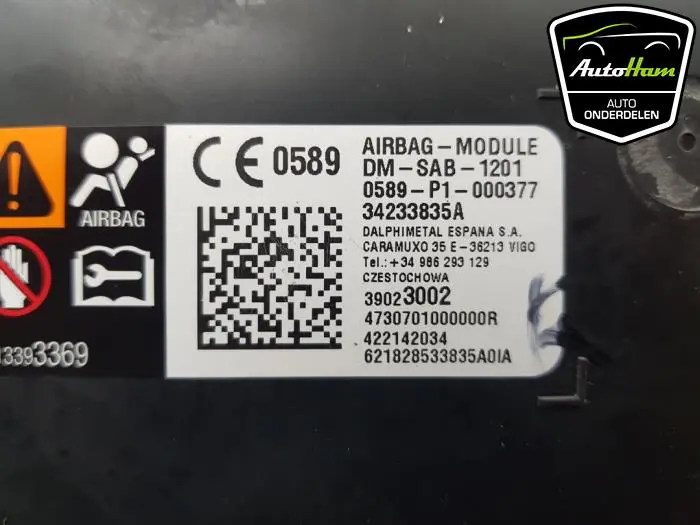 AutoHam
AUTO
ONDERDELEN
AIRBAG
3393369
CE 0589
AIRBAG-MODULE
DM-SAB-1201
0589-P1-000377
34233835A
DALPHIMETAL ESPANA S.A.
CARAMUXO 35 E-36213 VIGO
Tel.:+34 986 293 129
CZESTOCHOWA
39023002
4730701000000R
422142034
621828533835A0IA